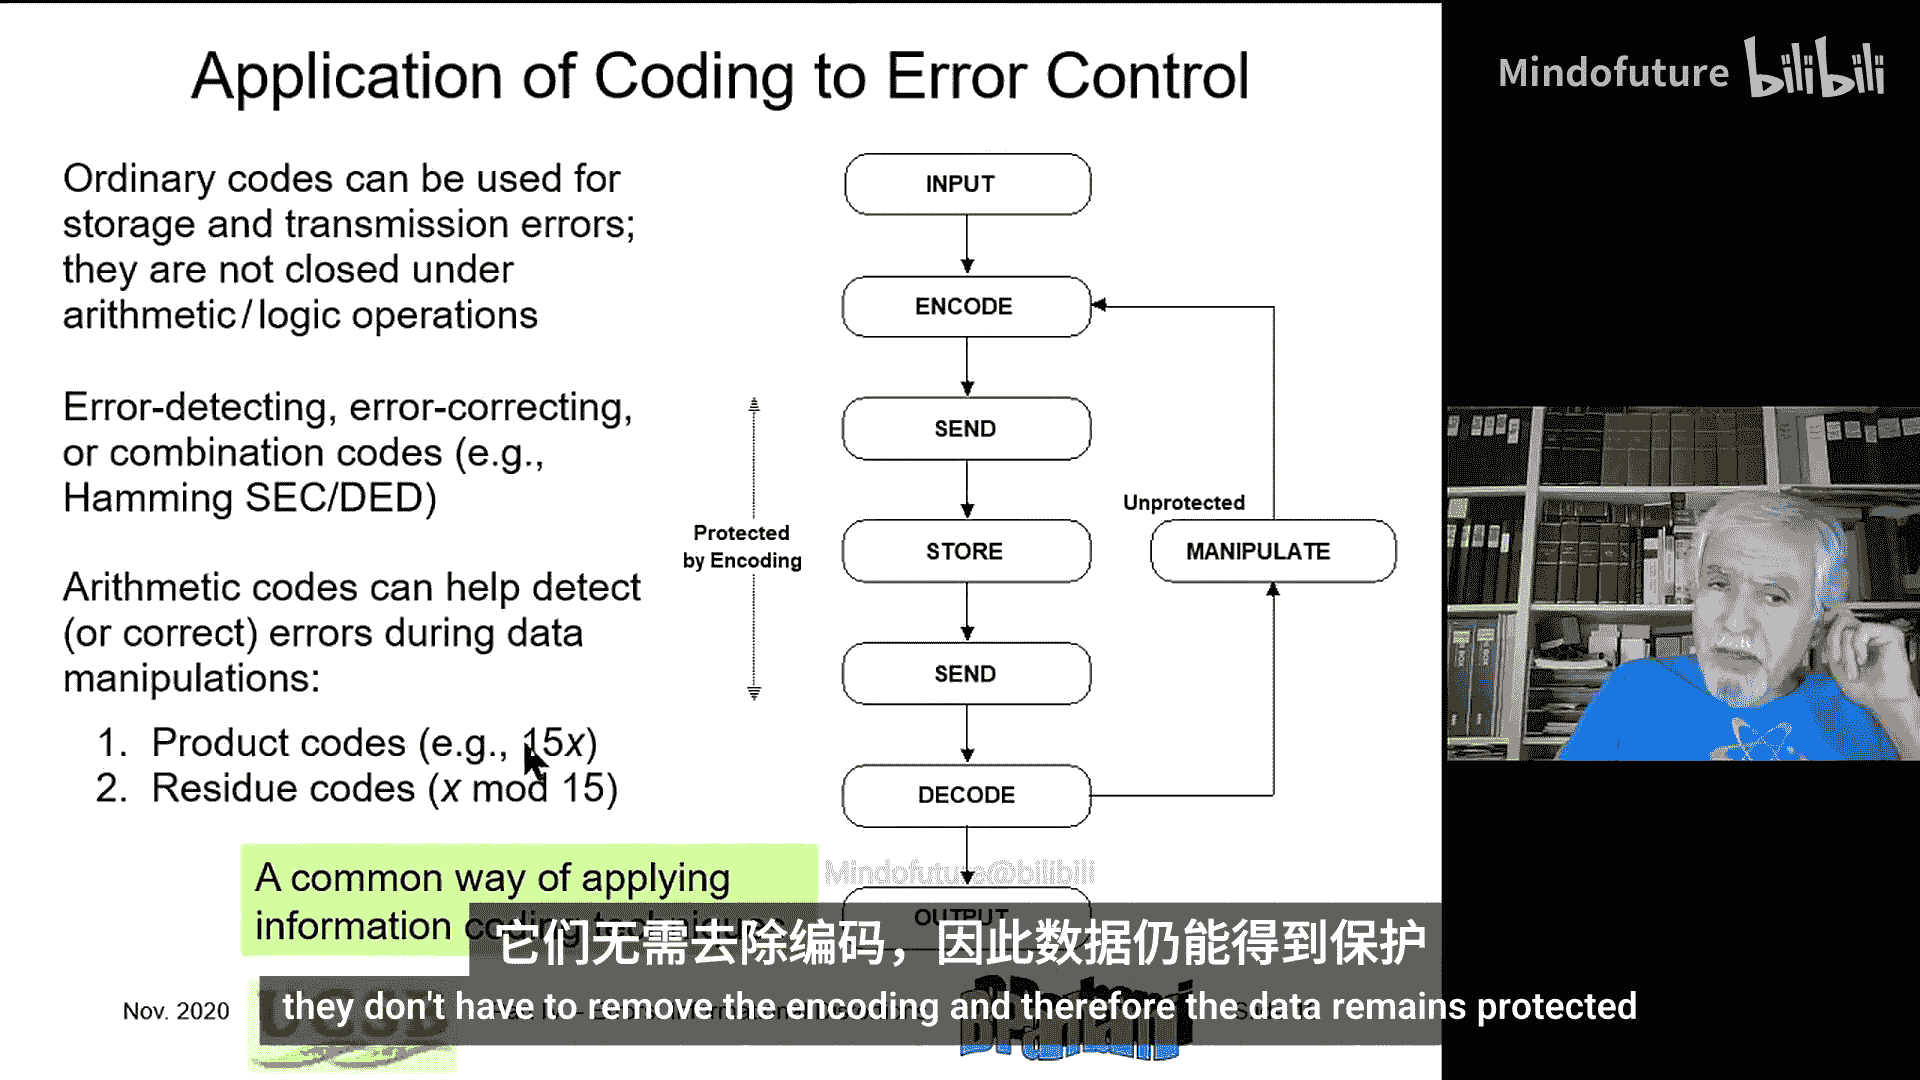 Application of Coding to Error Control
Mindofuture bilibili
Ordinary codes can be used for
storage and transmission errors;
they are not closed under
arithmetic/logic operations
Error-detecting, error-correcting,
or combination codes (e.g.,
Hamming SEC/DED)
Arithmetic codes can help detect
(or correct) errors during data
manipulations:
1. Product codes (e.g., 15x)
2. Residue codes (x mod 15)
A common way of applying
information coding techniques
INPUT
ENCODE
SEND
Protected
by Encoding
STORE
Unprotected
MANIPULATE
SEND
DECODE
Mindofuture@bilibili
OUTPUT
它们无需去除编码，因此数据仍能得到保护
they don't have to remove the encoding and therefore the data remains protected
Nov. 2020
UCSB
B. Parhami